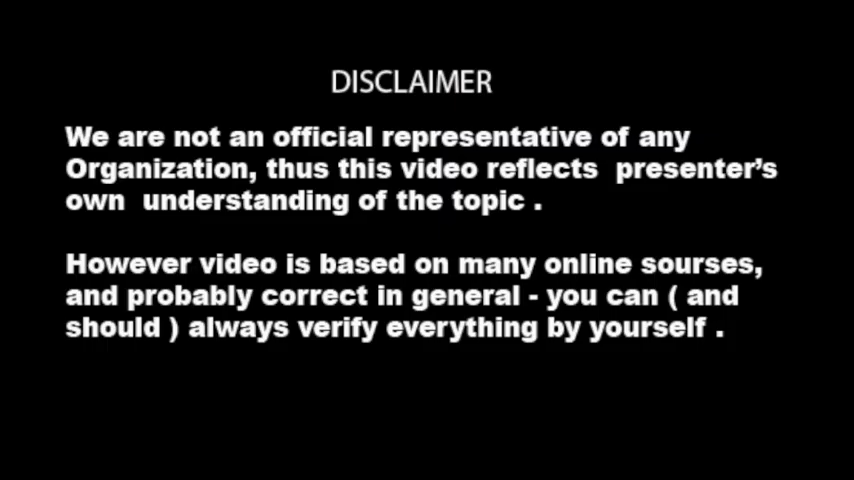 DISCLAIMER
We are not an official representative of any
Organization, thus this video reflects  presenter’s
own  understanding of the topic .
However video is based on many online sourses,
and probably correct in general - you can ( and
should ) always verify everything by yourself .